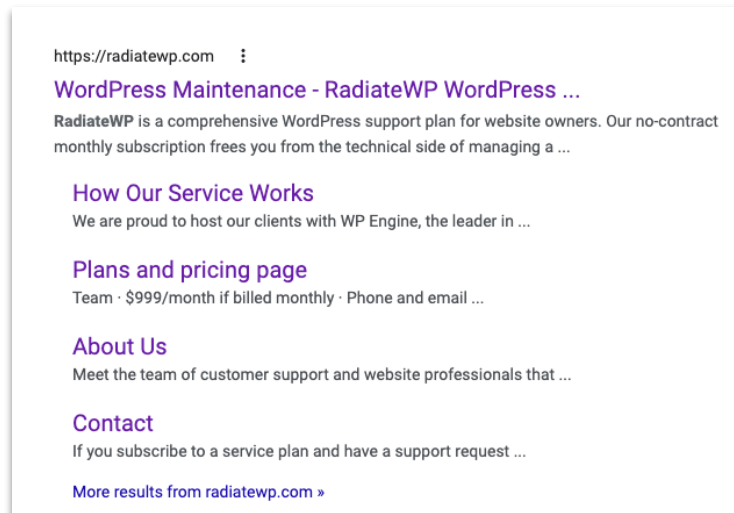 https://radiatewp.com
WordPress Maintenance - RadiateWP WordPress ...
RadiateWP is a comprehensive WordPress support plan for website owners. Our no-contract
monthly subscription frees you from the technical side of managing a ...
How Our Service Works
We are proud to host our clients with WP Engine, the leader in ...
Plans and pricing page
Team · $999/month if billed monthly · Phone and email ...
About Us
Meet the team of customer support and website professionals that ...
Contact
If you subscribe to a service plan and have a support request ...
More results from radiatewp.com »